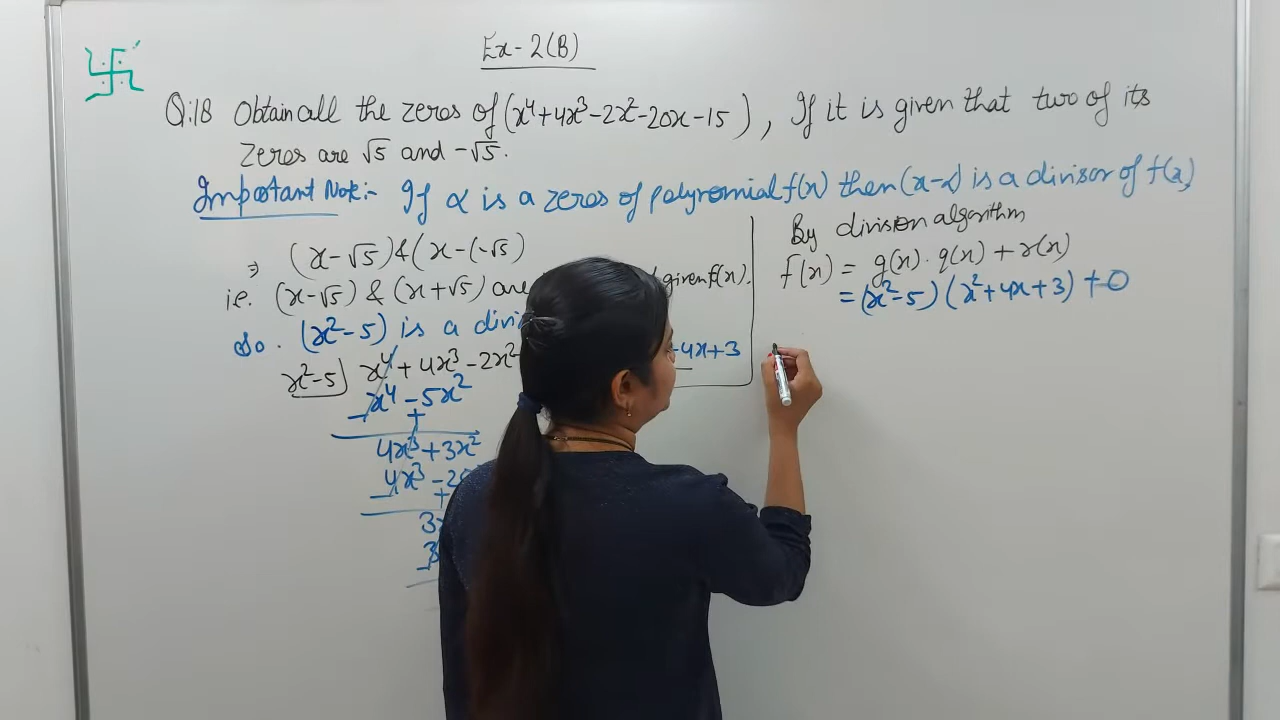 Ex-2(B)
Q:18 Obtain all the zeros of (x⁴+4x³-2x²-20x-15), If it is given that two of its
zeres are √5 and -√5.
Important Note:- If α is a zeros of polynomial f(x) then (x-α) is a divisor of f(x)
⇒ (x-√5) & (x-(-√5)
i.e. (x-√5) & (x+√5) are given f(x).
so. (x²-5) is a divi
x²-5) x⁴+4x³-2x² 4x+3
x⁴-5x²
- +
4x³+3x²
4x³-20
- +
3x
3
-
By division algorithm
f(x) = g(x). q(x) + r(x)
= (x²-5) (x²+4x+3) +0